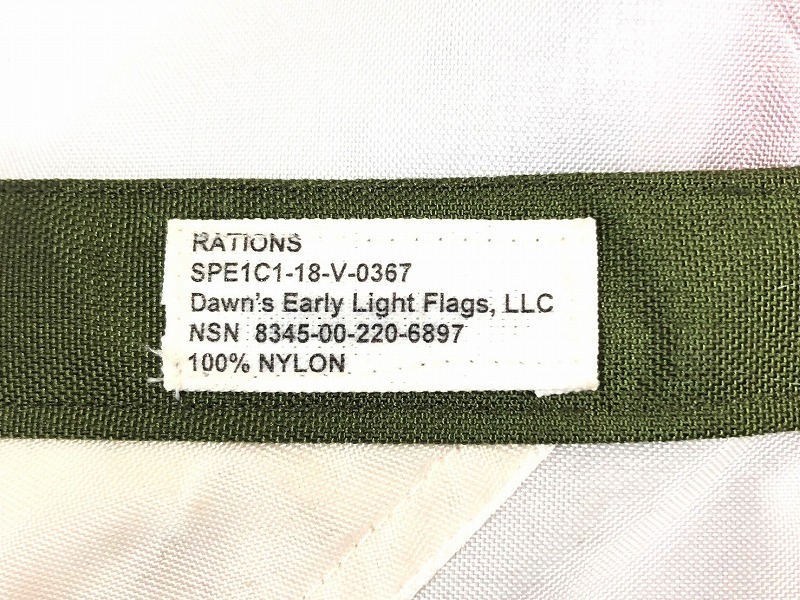 RATIONS
SPE1C1-18-V-0367
Dawn's Early Light Flags, LLC
NSN 8345-00-220-6897
100% NYLON